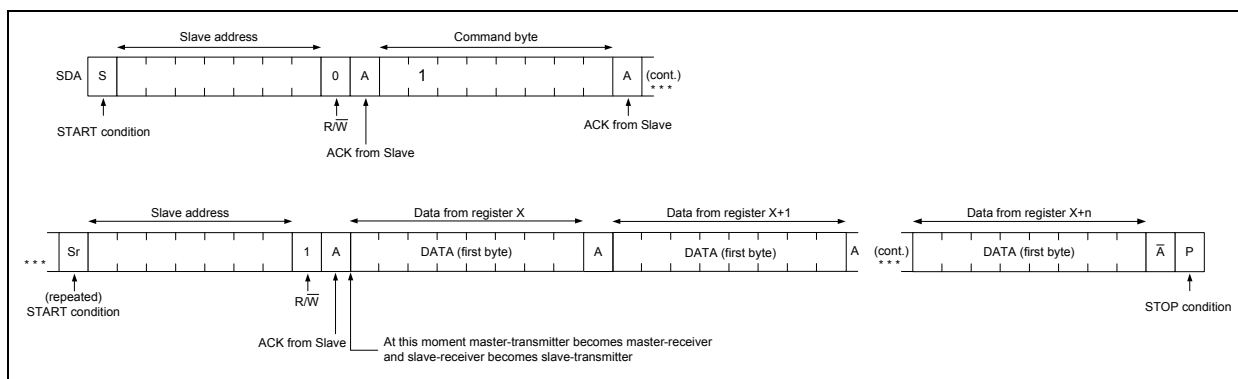 Slave address Command byte
SDA S 0 A 1 A (cont.)
* * *
START condition
R/W̅
ACK from Slave
ACK from Slave
Slave address Data from register X Data from register X+1 Data from register X+n
* * * Sr 1 A DATA (first byte) A DATA (first byte) A (cont.) * * * DATA (first byte) A̅ P
(repeated)
START condition
R/W̅
STOP condition
ACK from Slave
At this moment master-transmitter becomes master-receiver
and slave-receiver becomes slave-transmitter